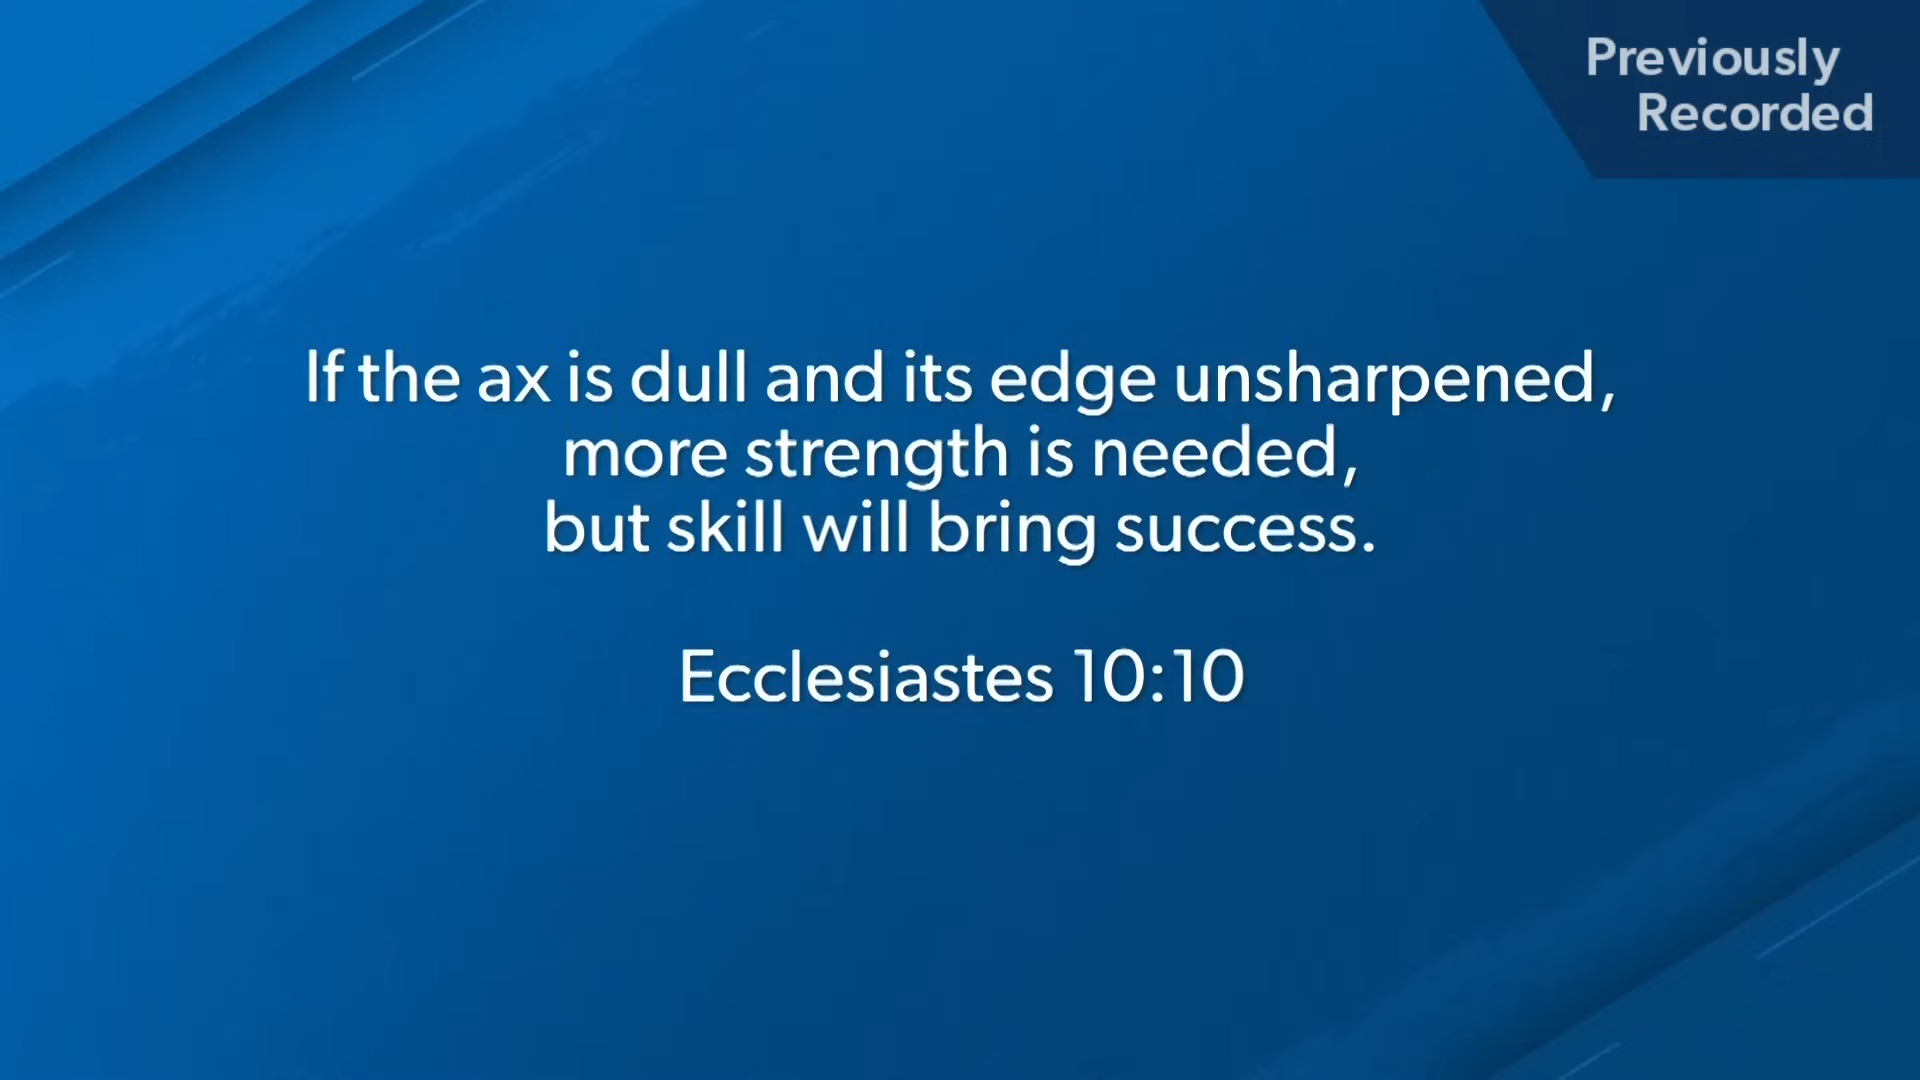 Previously
Recorded
If the ax is dull and its edge unsharpened,
more strength is needed,
but skill will bring success.
Ecclesiastes 10:10